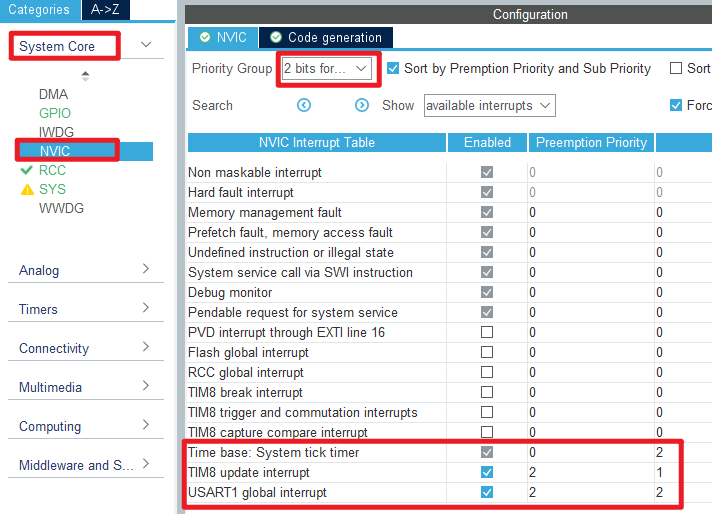 Categories A->Z
System Core
DMA
GPIO
IWDG
NVIC
RCC
SYS
WWDG
Analog
Timers
Connectivity
Multimedia
Computing
Middleware and S...
Configuration
NVIC Code generation
Priority Group 2 bits for... Sort by Premption Priority and Sub Priority Sort
Search Show available interrupts Forc
NVIC Interrupt Table Enabled Preemption Priority
Non maskable interrupt 0 0
Hard fault interrupt 0 0
Memory management fault 0 0
Prefetch fault, memory access fault 0 0
Undefined instruction or illegal state 0 0
System service call via SWI instruction 0 0
Debug monitor 0 0
Pendable request for system service 0 0
PVD interrupt through EXTI line 16 0 0
Flash global interrupt 0 0
RCC global interrupt 0 0
TIM8 break interrupt 0 0
TIM8 trigger and commutation interrupts 0 0
TIM8 capture compare interrupt 0 0
Time base: System tick timer 0 2
TIM8 update interrupt 2 1
USART1 global interrupt 2 2